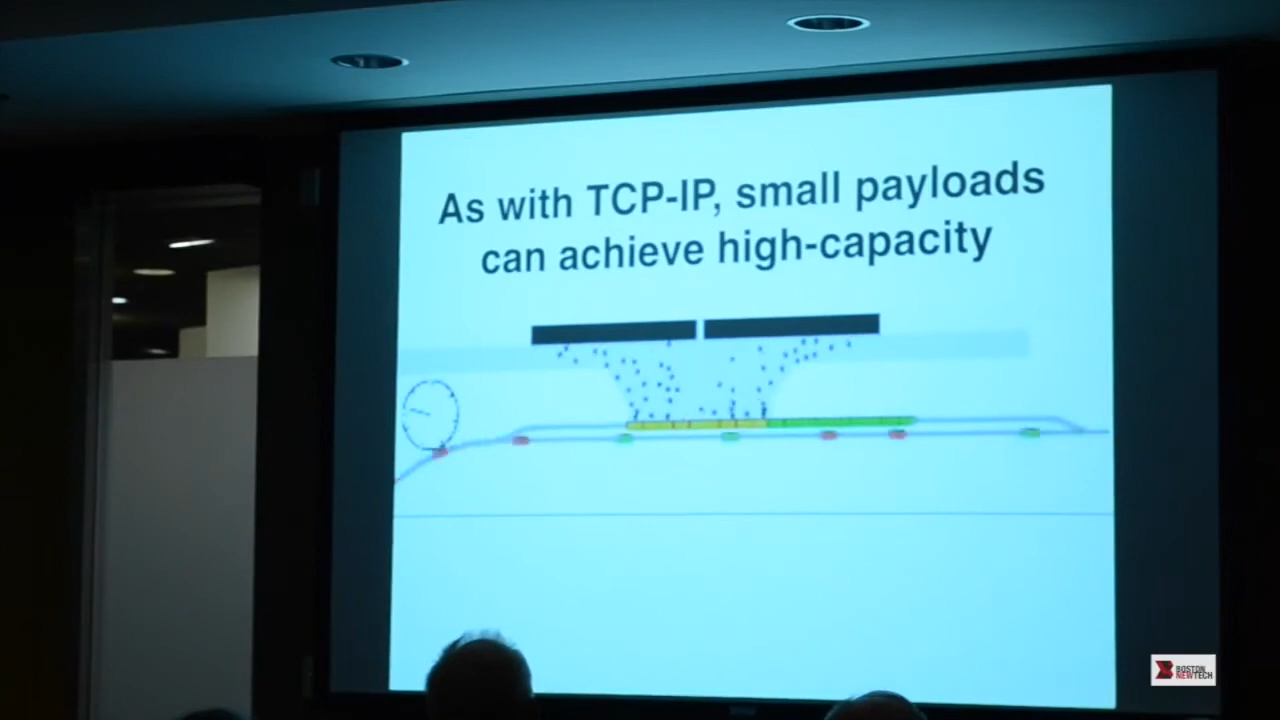 As with TCP-IP, small payloads
can achieve high-capacity
BOSTON
NEWTECH